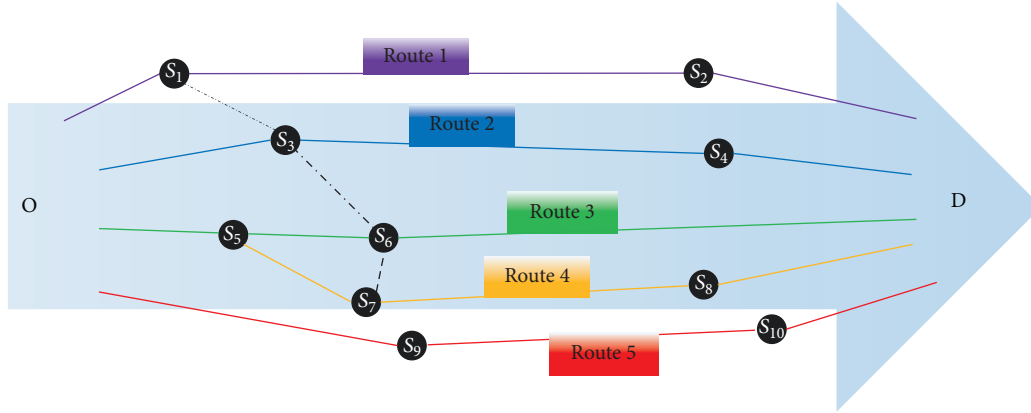 Route 1
S1
S2
Route 2
S3
S4
O
D
Route 3
S5
S6
Route 4
S7
S8
S9
S10
Route 5